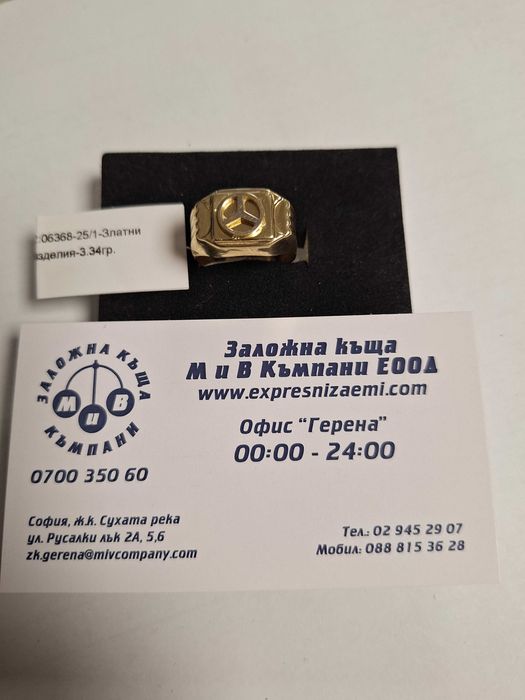 :06368-25/1-Златни
изделия-3.34гр.
ЗАЛОЖНА КЪЩА
М и В
КЪМПАНИ
0700 350 60
Заложна къща
М и В Къмпани ЕООД
www.expresnizaemi.com
Офис "Герена"
00:00 - 24:00
София, ж.к. Сухата река
ул. Русалки лък 2А, 5,6
zk.gerena@mivcompany.com
Тел.: 02 945 29 07
Мобил.: 088 815 36 28